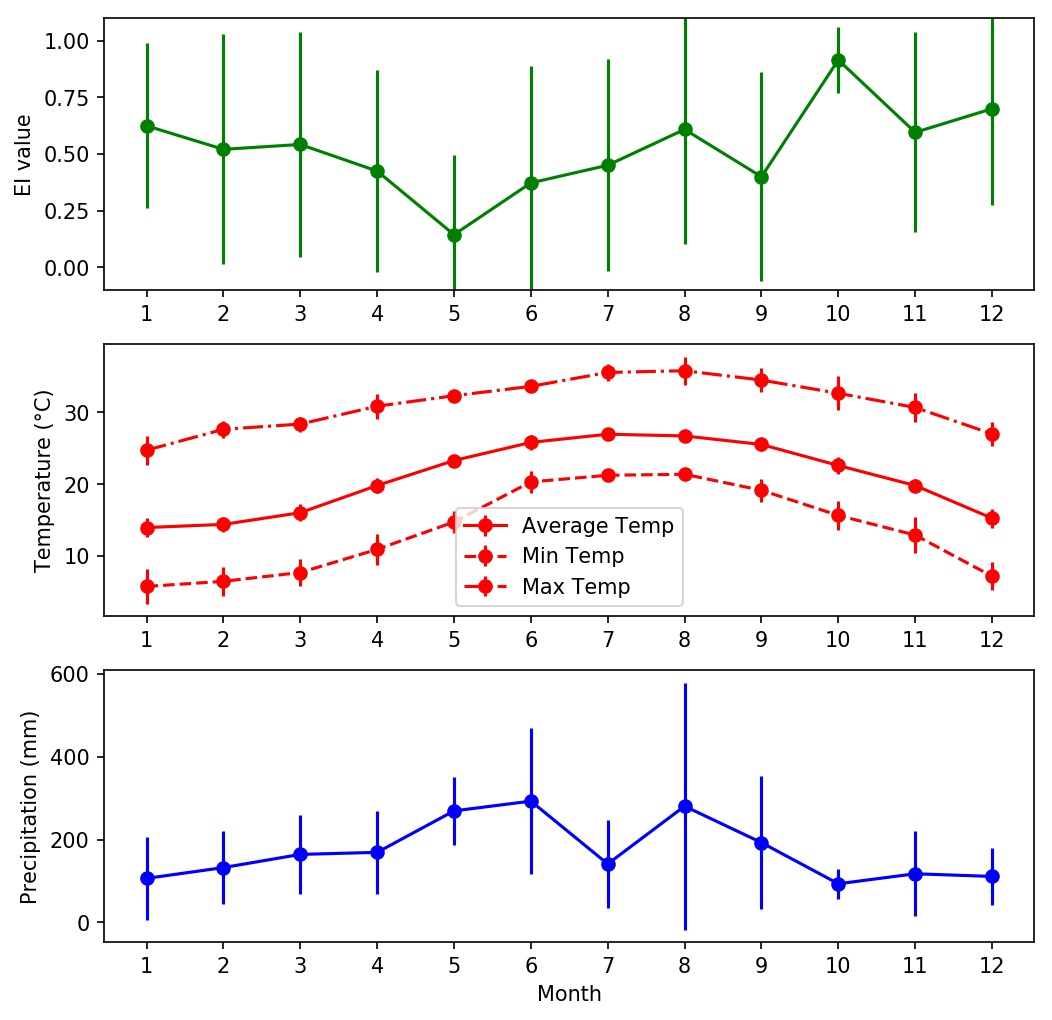 EI value
1.00
0.75
0.50
0.25
0.00
1 2 3 4 5 6 7 8 9 10 11 12
Temperature (°C)
30
20
10
Average Temp
Min Temp
Max Temp
1 2 3 4 5 6 7 8 9 10 11 12
Precipitation (mm)
600
400
200
0
1 2 3 4 5 6 7 8 9 10 11 12
Month